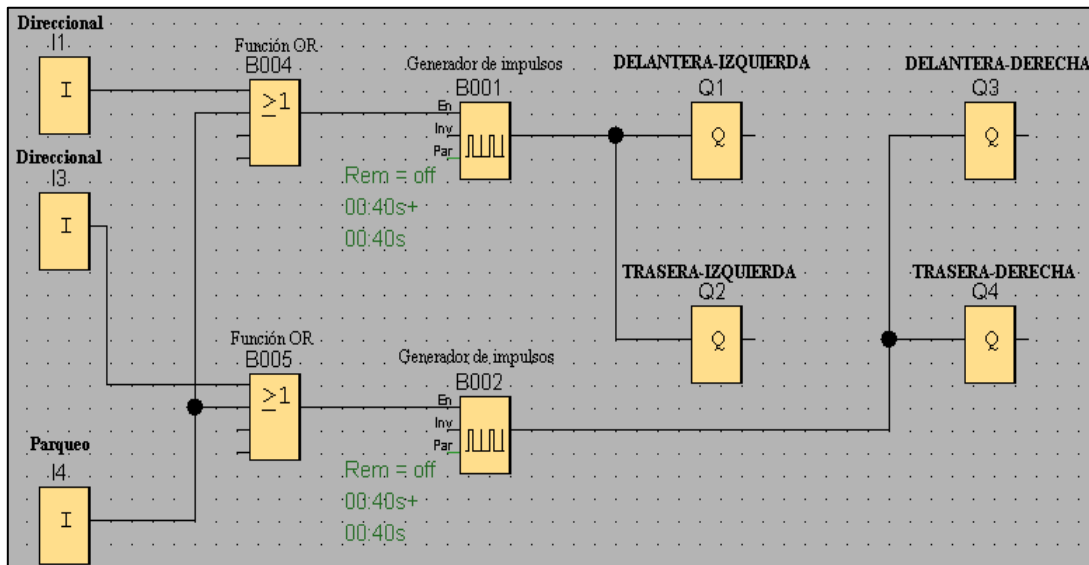 Direccional
I1
I
Función OR
B004
≥1
Generador de impulsos
B001
En
Inv
Par
Rem = off
00:40s+
00:40s
DELANTERA-IZQUIERDA
Q1
Q
DELANTERA-DERECHA
Q3
Q
Direccional
I3
I
TRASERA-IZQUIERDA
Q2
Q
TRASERA-DERECHA
Q4
Q
Función OR
B005
≥1
Generador de impulsos
B002
En
Inv
Par
Rem = off
00:40s+
00:40s
Parqueo
I4
I